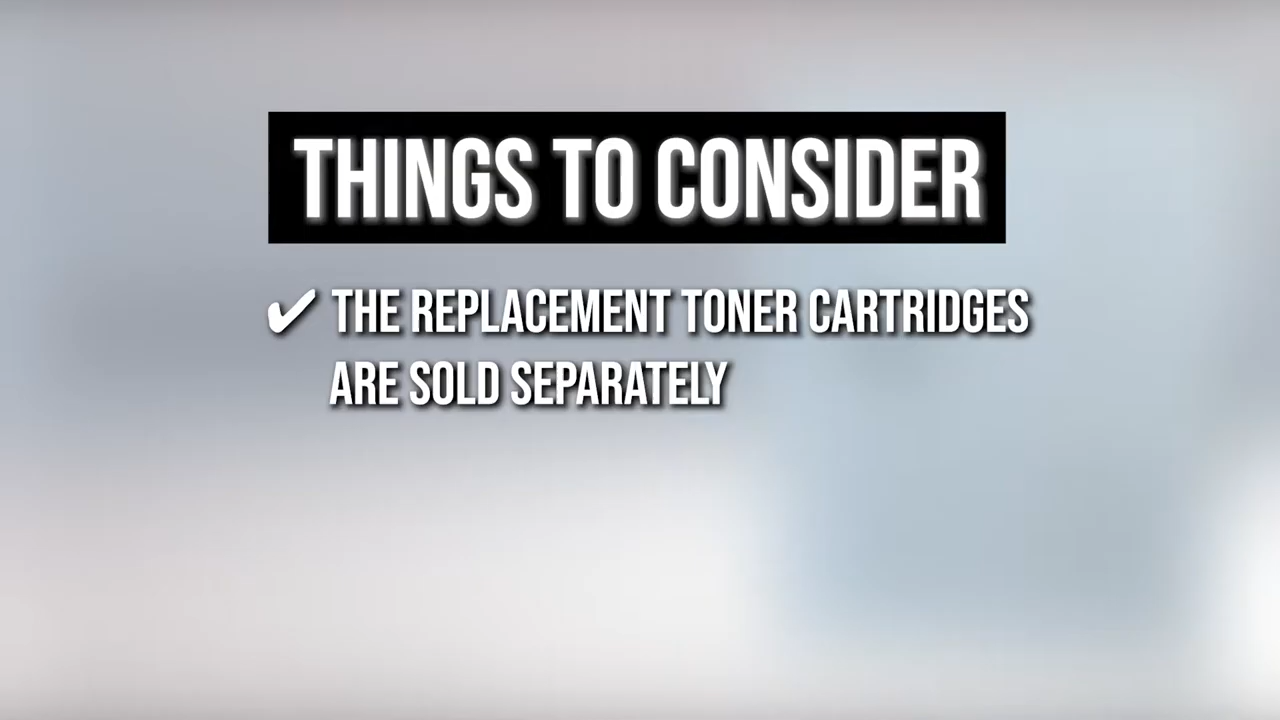 THINGS TO CONSIDER
✔ THE REPLACEMENT TONER CARTRIDGES
ARE SOLD SEPARATELY